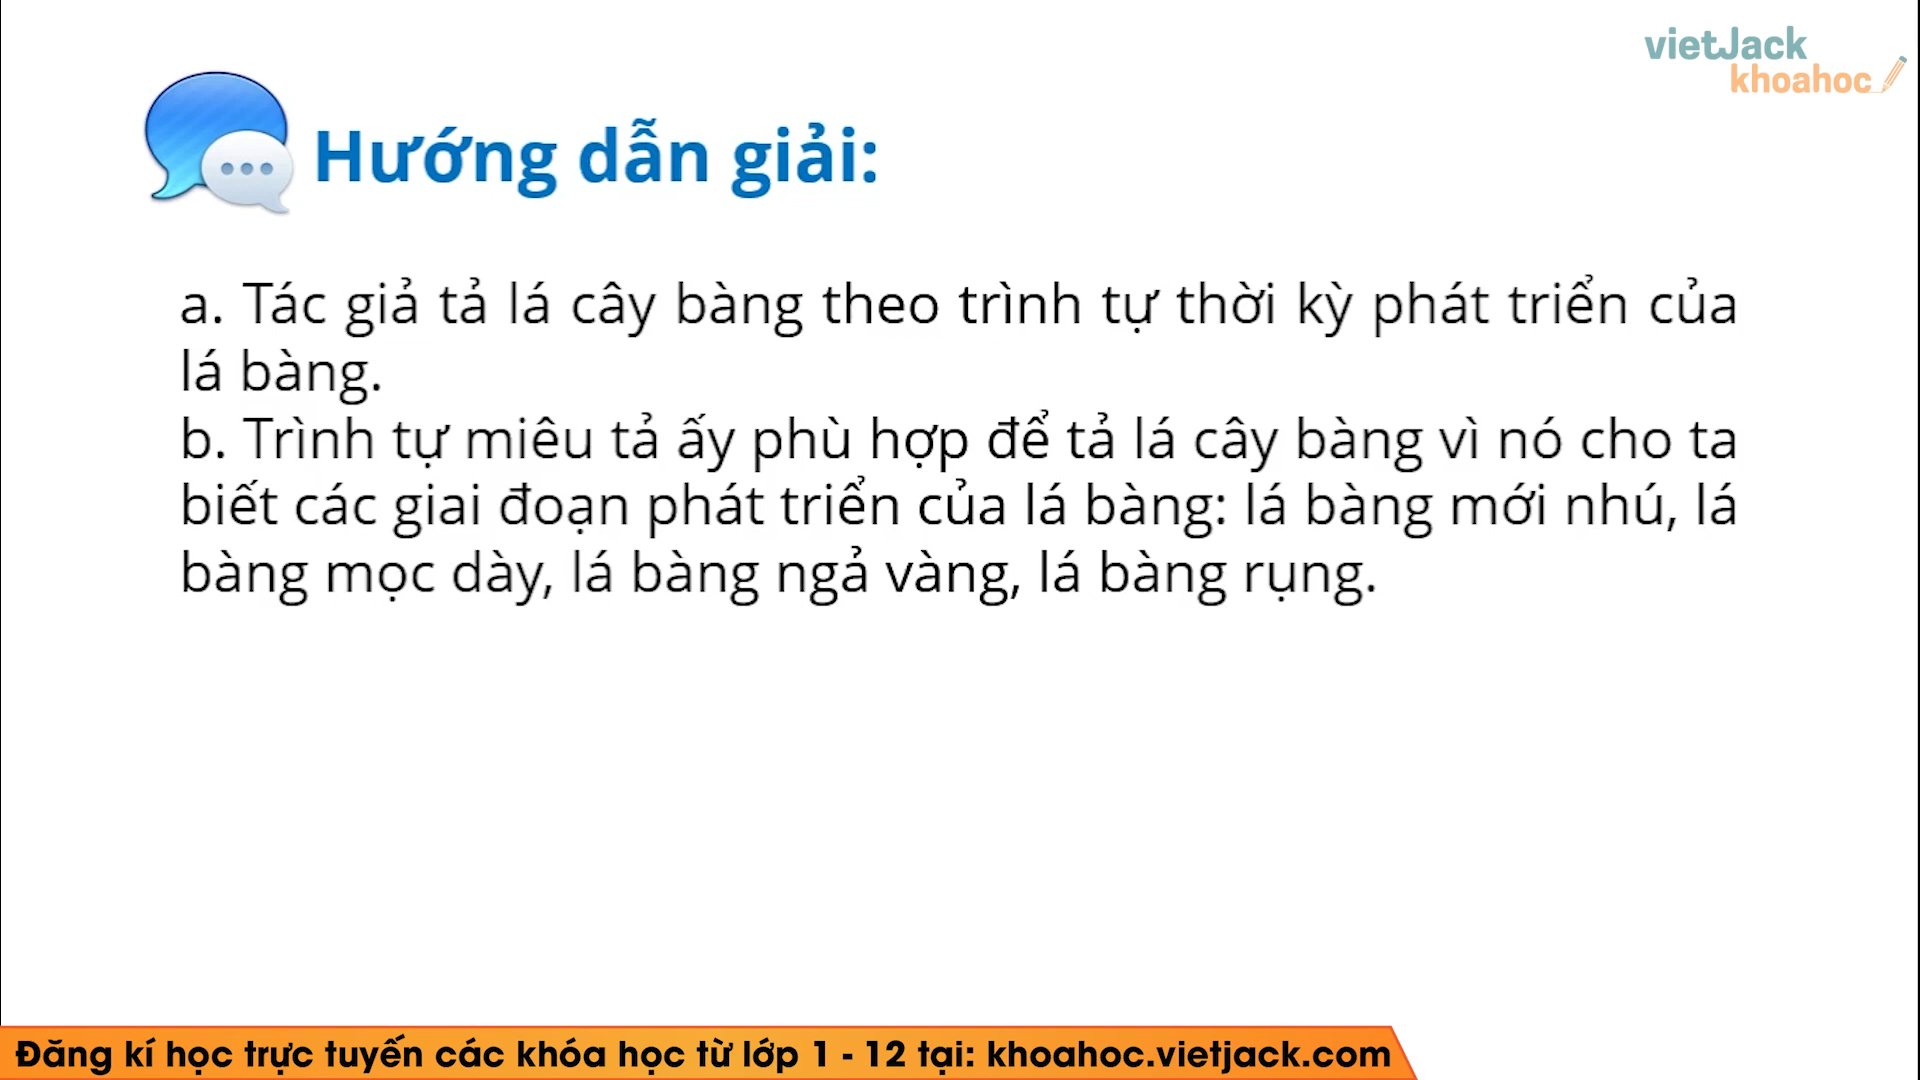 vietJack
khoahoc
Hướng dẫn giải:
a. Tác giả tả lá cây bàng theo trình tự thời kỳ phát triển của
lá bàng.
b. Trình tự miêu tả ấy phù hợp để tả lá cây bàng vì nó cho ta
biết các giai đoạn phát triển của lá bàng: lá bàng mới nhú, lá
bàng mọc dày, lá bàng ngả vàng, lá bàng rụng.
Đăng kí học trực tuyến các khóa học từ lớp 1 - 12 tại: khoahoc.vietjack.com